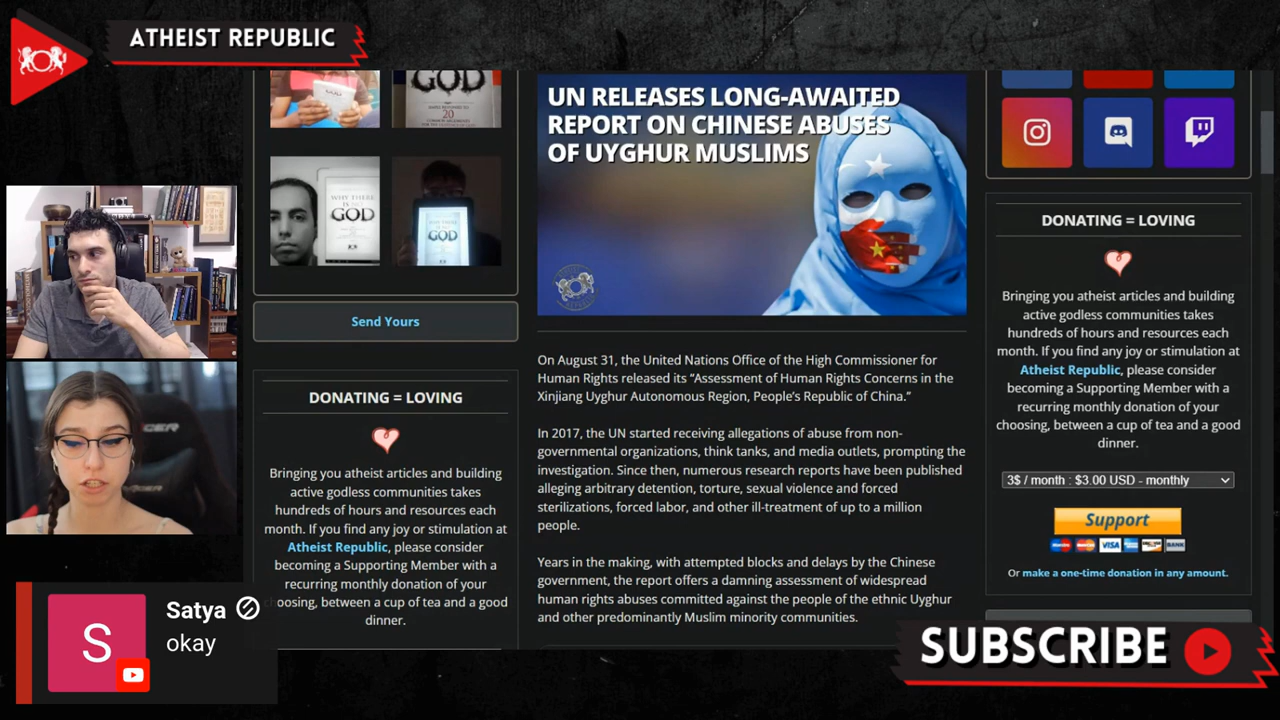 ATHEIST REPUBLIC
GOD
20
WHY THERE
IS NO
GOD
GOD
Send Yours
DONATING = LOVING
Bringing you atheist articles and building
active godless communities takes
hundreds of hours and resources each
month. If you find any joy or stimulation at
Atheist Republic, please consider
becoming a Supporting Member with a
recurring monthly donation of your
choosing, between a cup of tea and a good
dinner.
S
Satya
okay
UN RELEASES LONG-AWAITED
REPORT ON CHINESE ABUSES
OF UYGHUR MUSLIMS
On August 31, the United Nations Office of the High Commissioner for
Human Rights released its “Assessment of Human Rights Concerns in the
Xinjiang Uyghur Autonomous Region, People’s Republic of China.”
In 2017, the UN started receiving allegations of abuse from non-
governmental organizations, think tanks, and media outlets, prompting the
investigation. Since then, numerous research reports have been published
alleging arbitrary detention, torture, sexual violence and forced
sterilizations, forced labor, and other ill-treatment of up to a million
people.
Years in the making, with attempted blocks and delays by the Chinese
government, the report offers a damning assessment of widespread
human rights abuses committed against the people of the ethnic Uyghur
and other predominantly Muslim minority communities.
DONATING = LOVING
Bringing you atheist articles and building
active godless communities takes
hundreds of hours and resources each
month. If you find any joy or stimulation at
Atheist Republic, please consider
becoming a Supporting Member with a
recurring monthly donation of your
choosing, between a cup of tea and a good
dinner.
3$ / month : $3.00 USD - monthly
Support
VISA
BANK
Or make a one-time donation in any amount.
SUBSCRIBE